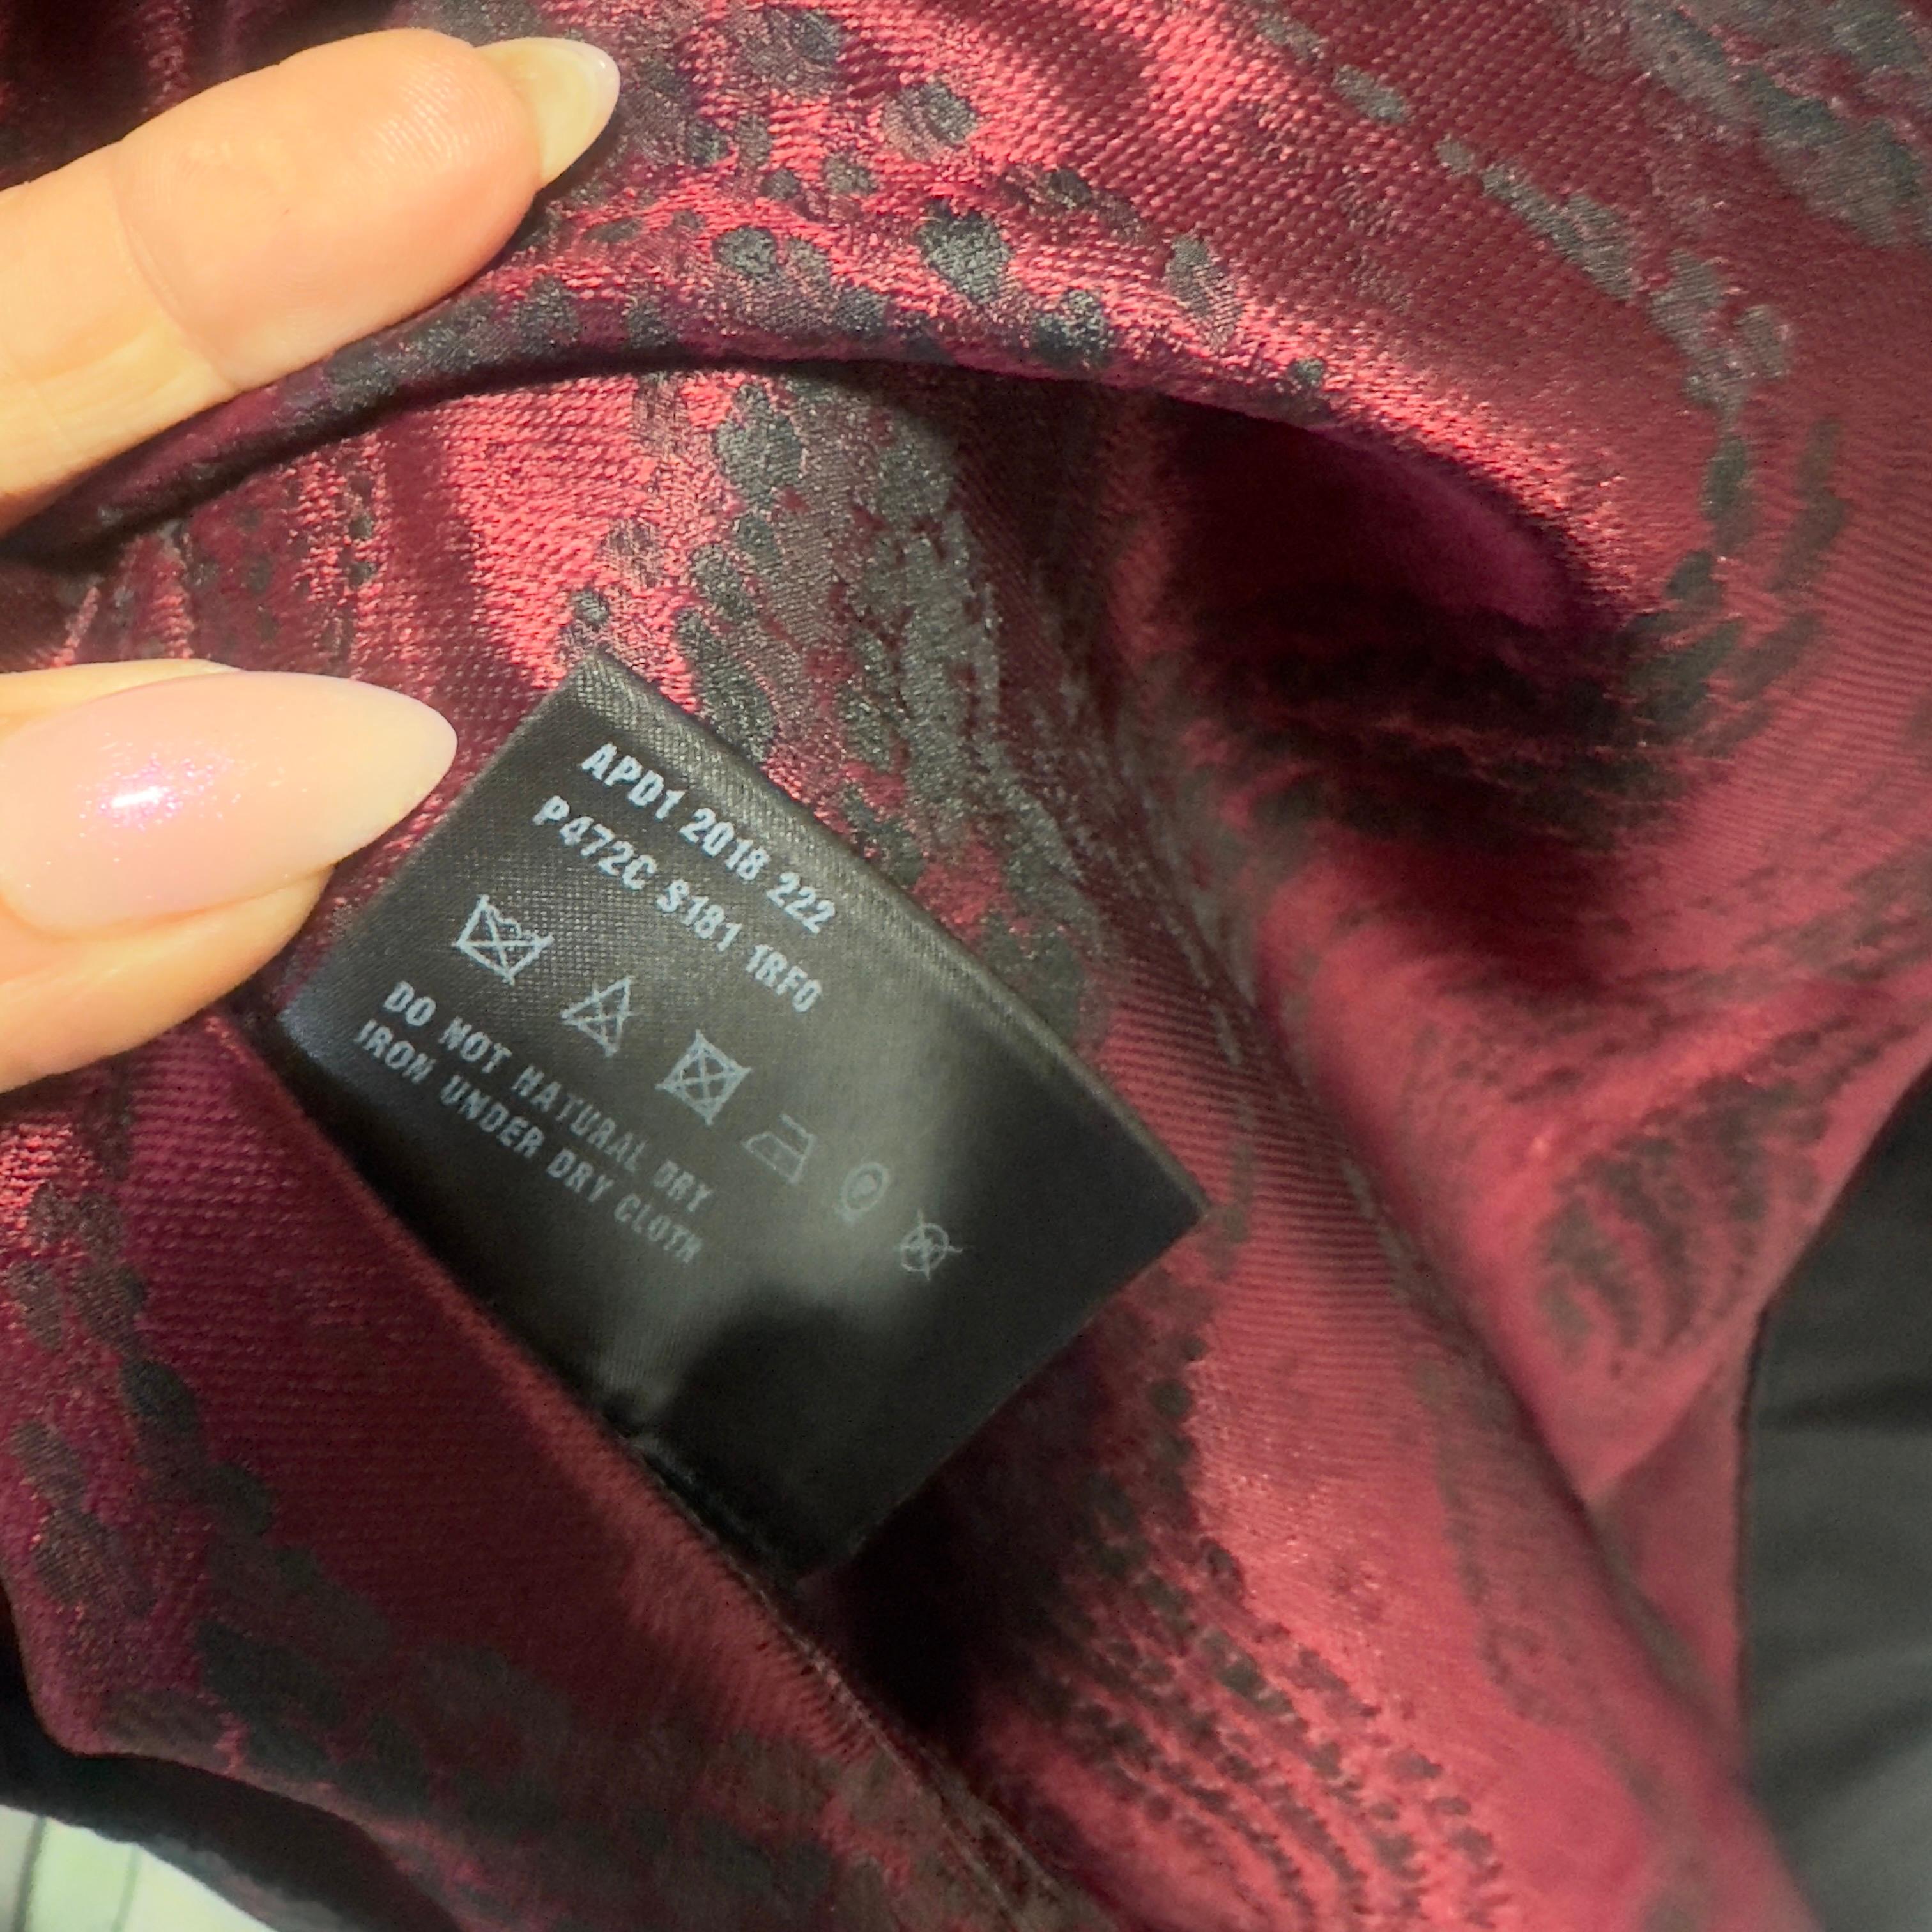 APD1 2018 222
P472C S181 1RF0
P
DO NOT NATURAL DRY
IRON UNDER DRY CLOTH